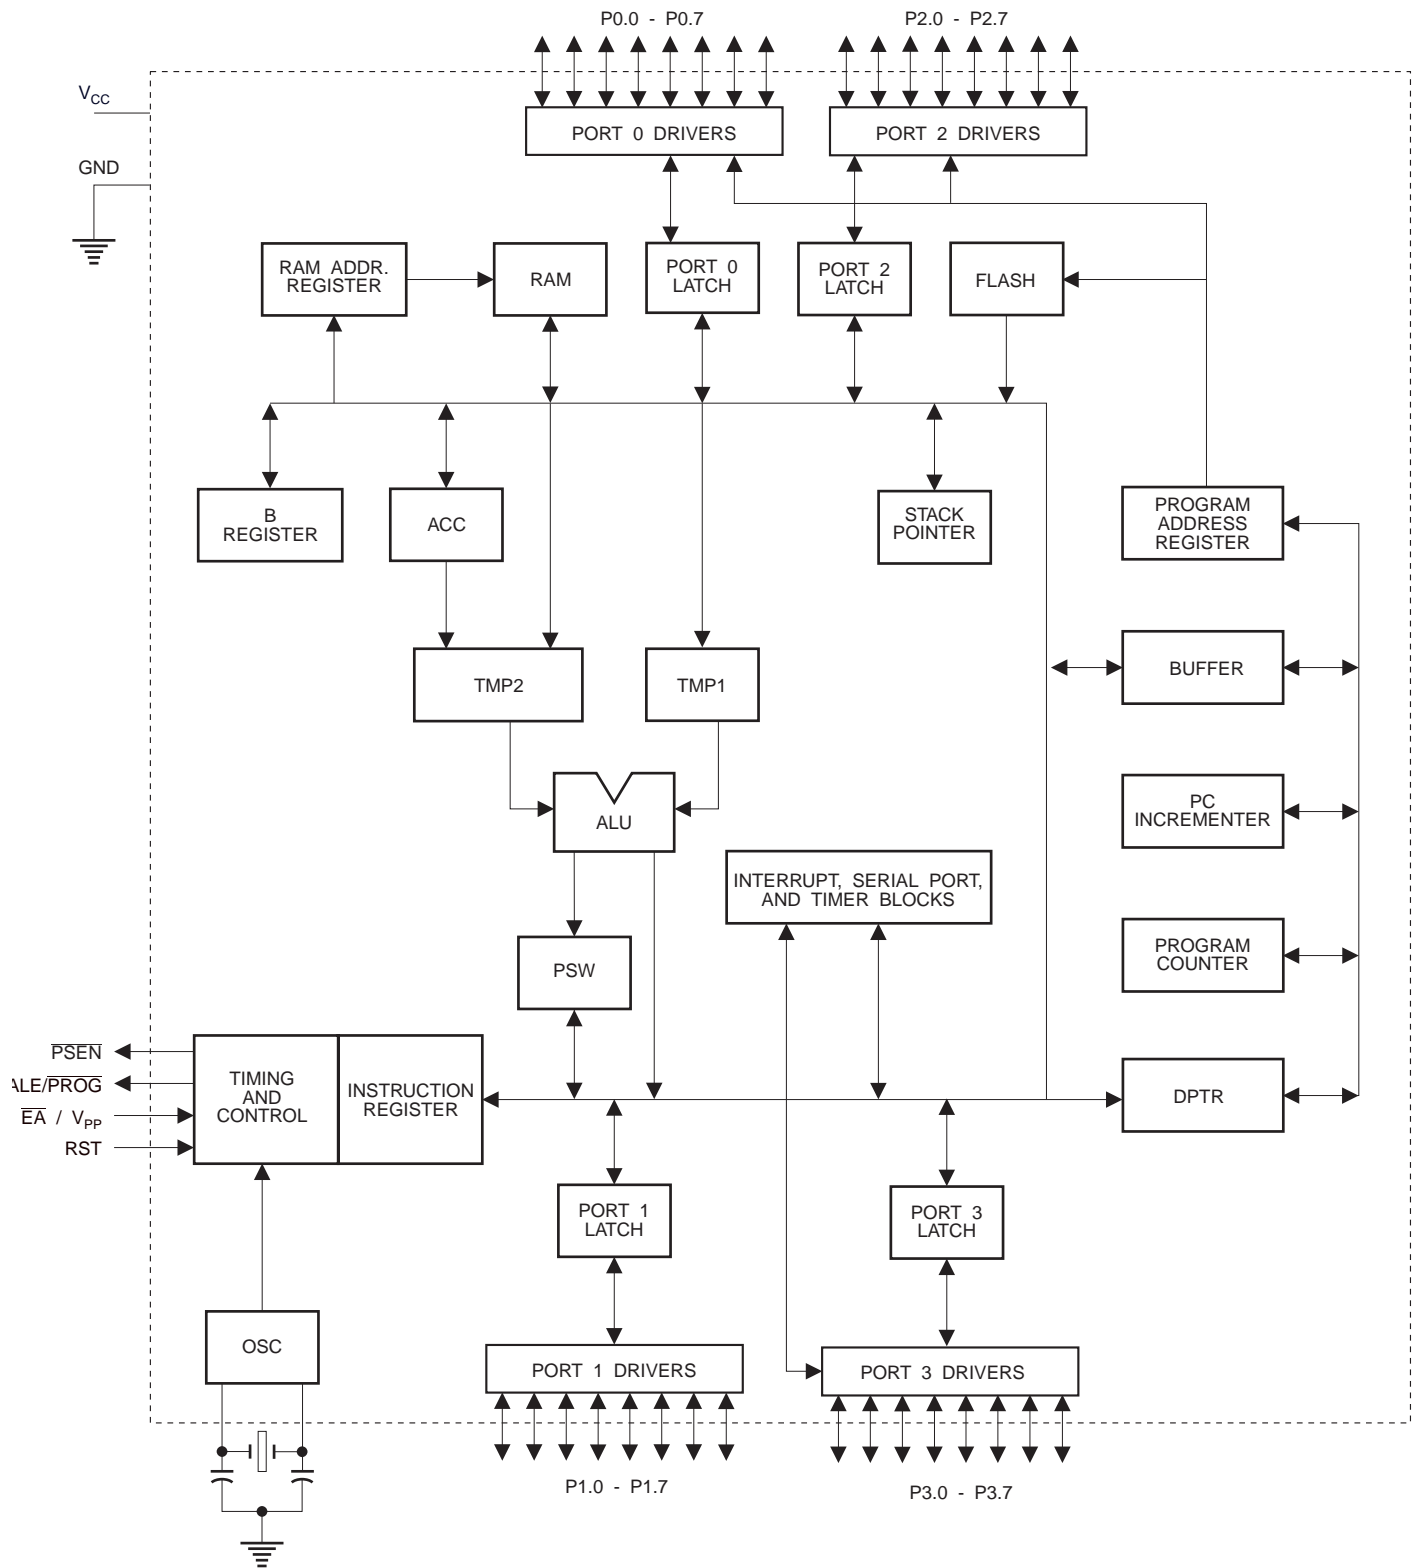 P0.0 - P0.7
P2.0 - P2.7
VCC
PORT 0 DRIVERS
PORT 2 DRIVERS
GND
RAM ADDR.
REGISTER
RAM
PORT 0
LATCH
PORT 2
LATCH
FLASH
B
REGISTER
ACC
STACK
POINTER
PROGRAM
ADDRESS
REGISTER
BUFFER
TMP2
TMP1
PC
INCREMENTER
ALU
INTERRUPT, SERIAL PORT,
AND TIMER BLOCKS
PROGRAM
COUNTER
PSW
PSEN
ALE/PROG
EA / VPP
RST
TIMING
AND
CONTROL
INSTRUCTION
REGISTER
DPTR
PORT 1
LATCH
PORT 3
LATCH
OSC
PORT 1 DRIVERS
PORT 3 DRIVERS
P1.0 - P1.7
P3.0 - P3.7